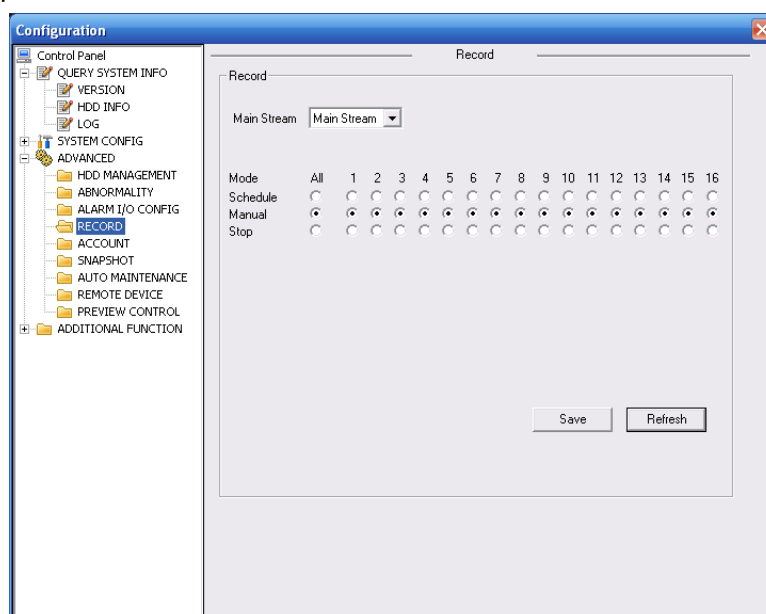 Configuration
Control Panel
QUERY SYSTEM INFO
VERSION
HDD INFO
LOG
SYSTEM CONFIG
ADVANCED
HDD MANAGEMENT
ABNORMALITY
ALARM I/O CONFIG
RECORD
ACCOUNT
SNAPSHOT
AUTO MAINTENANCE
REMOTE DEVICE
PREVIEW CONTROL
ADDITIONAL FUNCTION
Record
Record
Main Stream Main Stream
Mode All 1 2 3 4 5 6 7 8 9 10 11 12 13 14 15 16
Schedule
Manual
Stop
Save Refresh